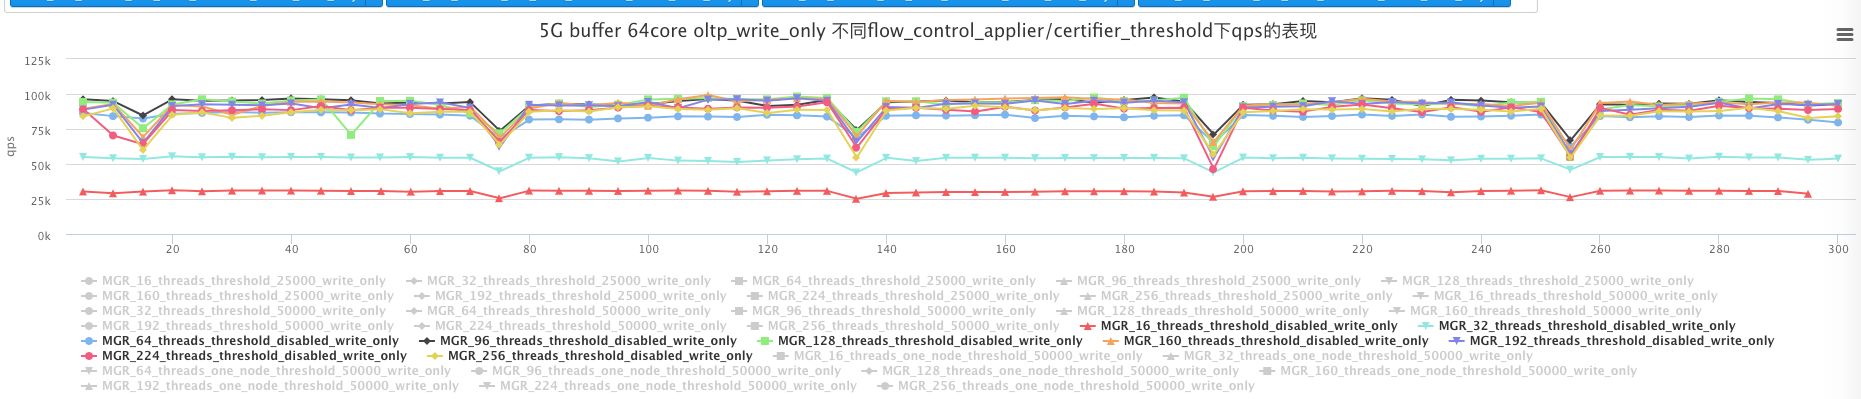 5G buffer 64core oltp_write_only 不同flow_control_applier/certifier_threshold下qps的表现
125k
100k
75k
50k
25k
0k
qps
20 40 60 80 100 120 140 160 180 200 220 240 260 280 300
MGR_16_threads_threshold_25000_write_only MGR_32_threads_threshold_25000_write_only MGR_64_threads_threshold_25000_write_only MGR_96_threads_threshold_25000_write_only MGR_128_threads_threshold_25000_write_only
MGR_160_threads_threshold_25000_write_only MGR_192_threads_threshold_25000_write_only MGR_224_threads_threshold_25000_write_only MGR_256_threads_threshold_25000_write_only MGR_16_threads_threshold_50000_write_only
MGR_32_threads_threshold_50000_write_only MGR_64_threads_threshold_50000_write_only MGR_96_threads_threshold_50000_write_only MGR_128_threads_threshold_50000_write_only MGR_160_threads_threshold_50000_write_only
MGR_192_threads_threshold_50000_write_only MGR_224_threads_threshold_50000_write_only MGR_256_threads_threshold_50000_write_only MGR_16_threads_threshold_disabled_write_only MGR_32_threads_threshold_disabled_write_only
MGR_64_threads_threshold_disabled_write_only MGR_96_threads_threshold_disabled_write_only MGR_128_threads_threshold_disabled_write_only MGR_160_threads_threshold_disabled_write_only MGR_192_threads_threshold_disabled_write_only
MGR_224_threads_threshold_disabled_write_only MGR_256_threads_threshold_disabled_write_only MGR_16_threads_one_node_threshold_50000_write_only MGR_32_threads_one_node_threshold_50000_write_only
MGR_64_threads_one_node_threshold_50000_write_only MGR_96_threads_one_node_threshold_50000_write_only MGR_128_threads_one_node_threshold_50000_write_only MGR_160_threads_one_node_threshold_50000_write_only
MGR_192_threads_one_node_threshold_50000_write_only MGR_224_threads_one_node_threshold_50000_write_only MGR_256_threads_one_node_threshold_50000_write_only